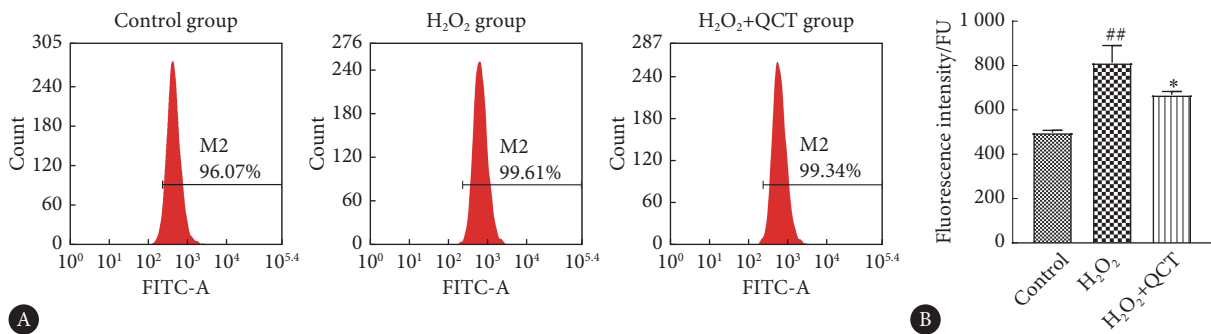 Control group
305
240
180
120
60
0
Count
M2
96.07%
10⁰ 10¹ 10² 10³ 10⁴ 10⁵·⁴
FITC-A
H₂O₂ group
276
240
160
80
0
Count
M2
99.61%
10⁰ 10¹ 10² 10³ 10⁴ 10⁵·⁴
FITC-A
H₂O₂+QCT group
287
240
180
120
60
0
Count
M2
99.34%
10⁰ 10¹ 10² 10³ 10⁴ 10⁵·⁴
FITC-A
A
1 000
800
600
400
200
0
Fluorescence intensity/FU
##
*
Control
H₂O₂
H₂O₂+QCT
B